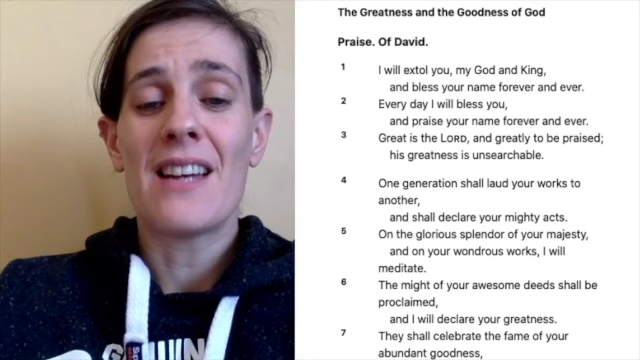 The Greatness and the Goodness of God
Praise. Of David.
1 I will extol you, my God and King,
and bless your name forever and ever.
2 Every day I will bless you,
and praise your name forever and ever.
3 Great is the LORD, and greatly to be praised;
his greatness is unsearchable.
4 One generation shall laud your works to
another,
and shall declare your mighty acts.
5 On the glorious splendor of your majesty,
and on your wondrous works, I will
meditate.
6 The might of your awesome deeds shall be
proclaimed,
and I will declare your greatness.
7 They shall celebrate the fame of your
abundant goodness,